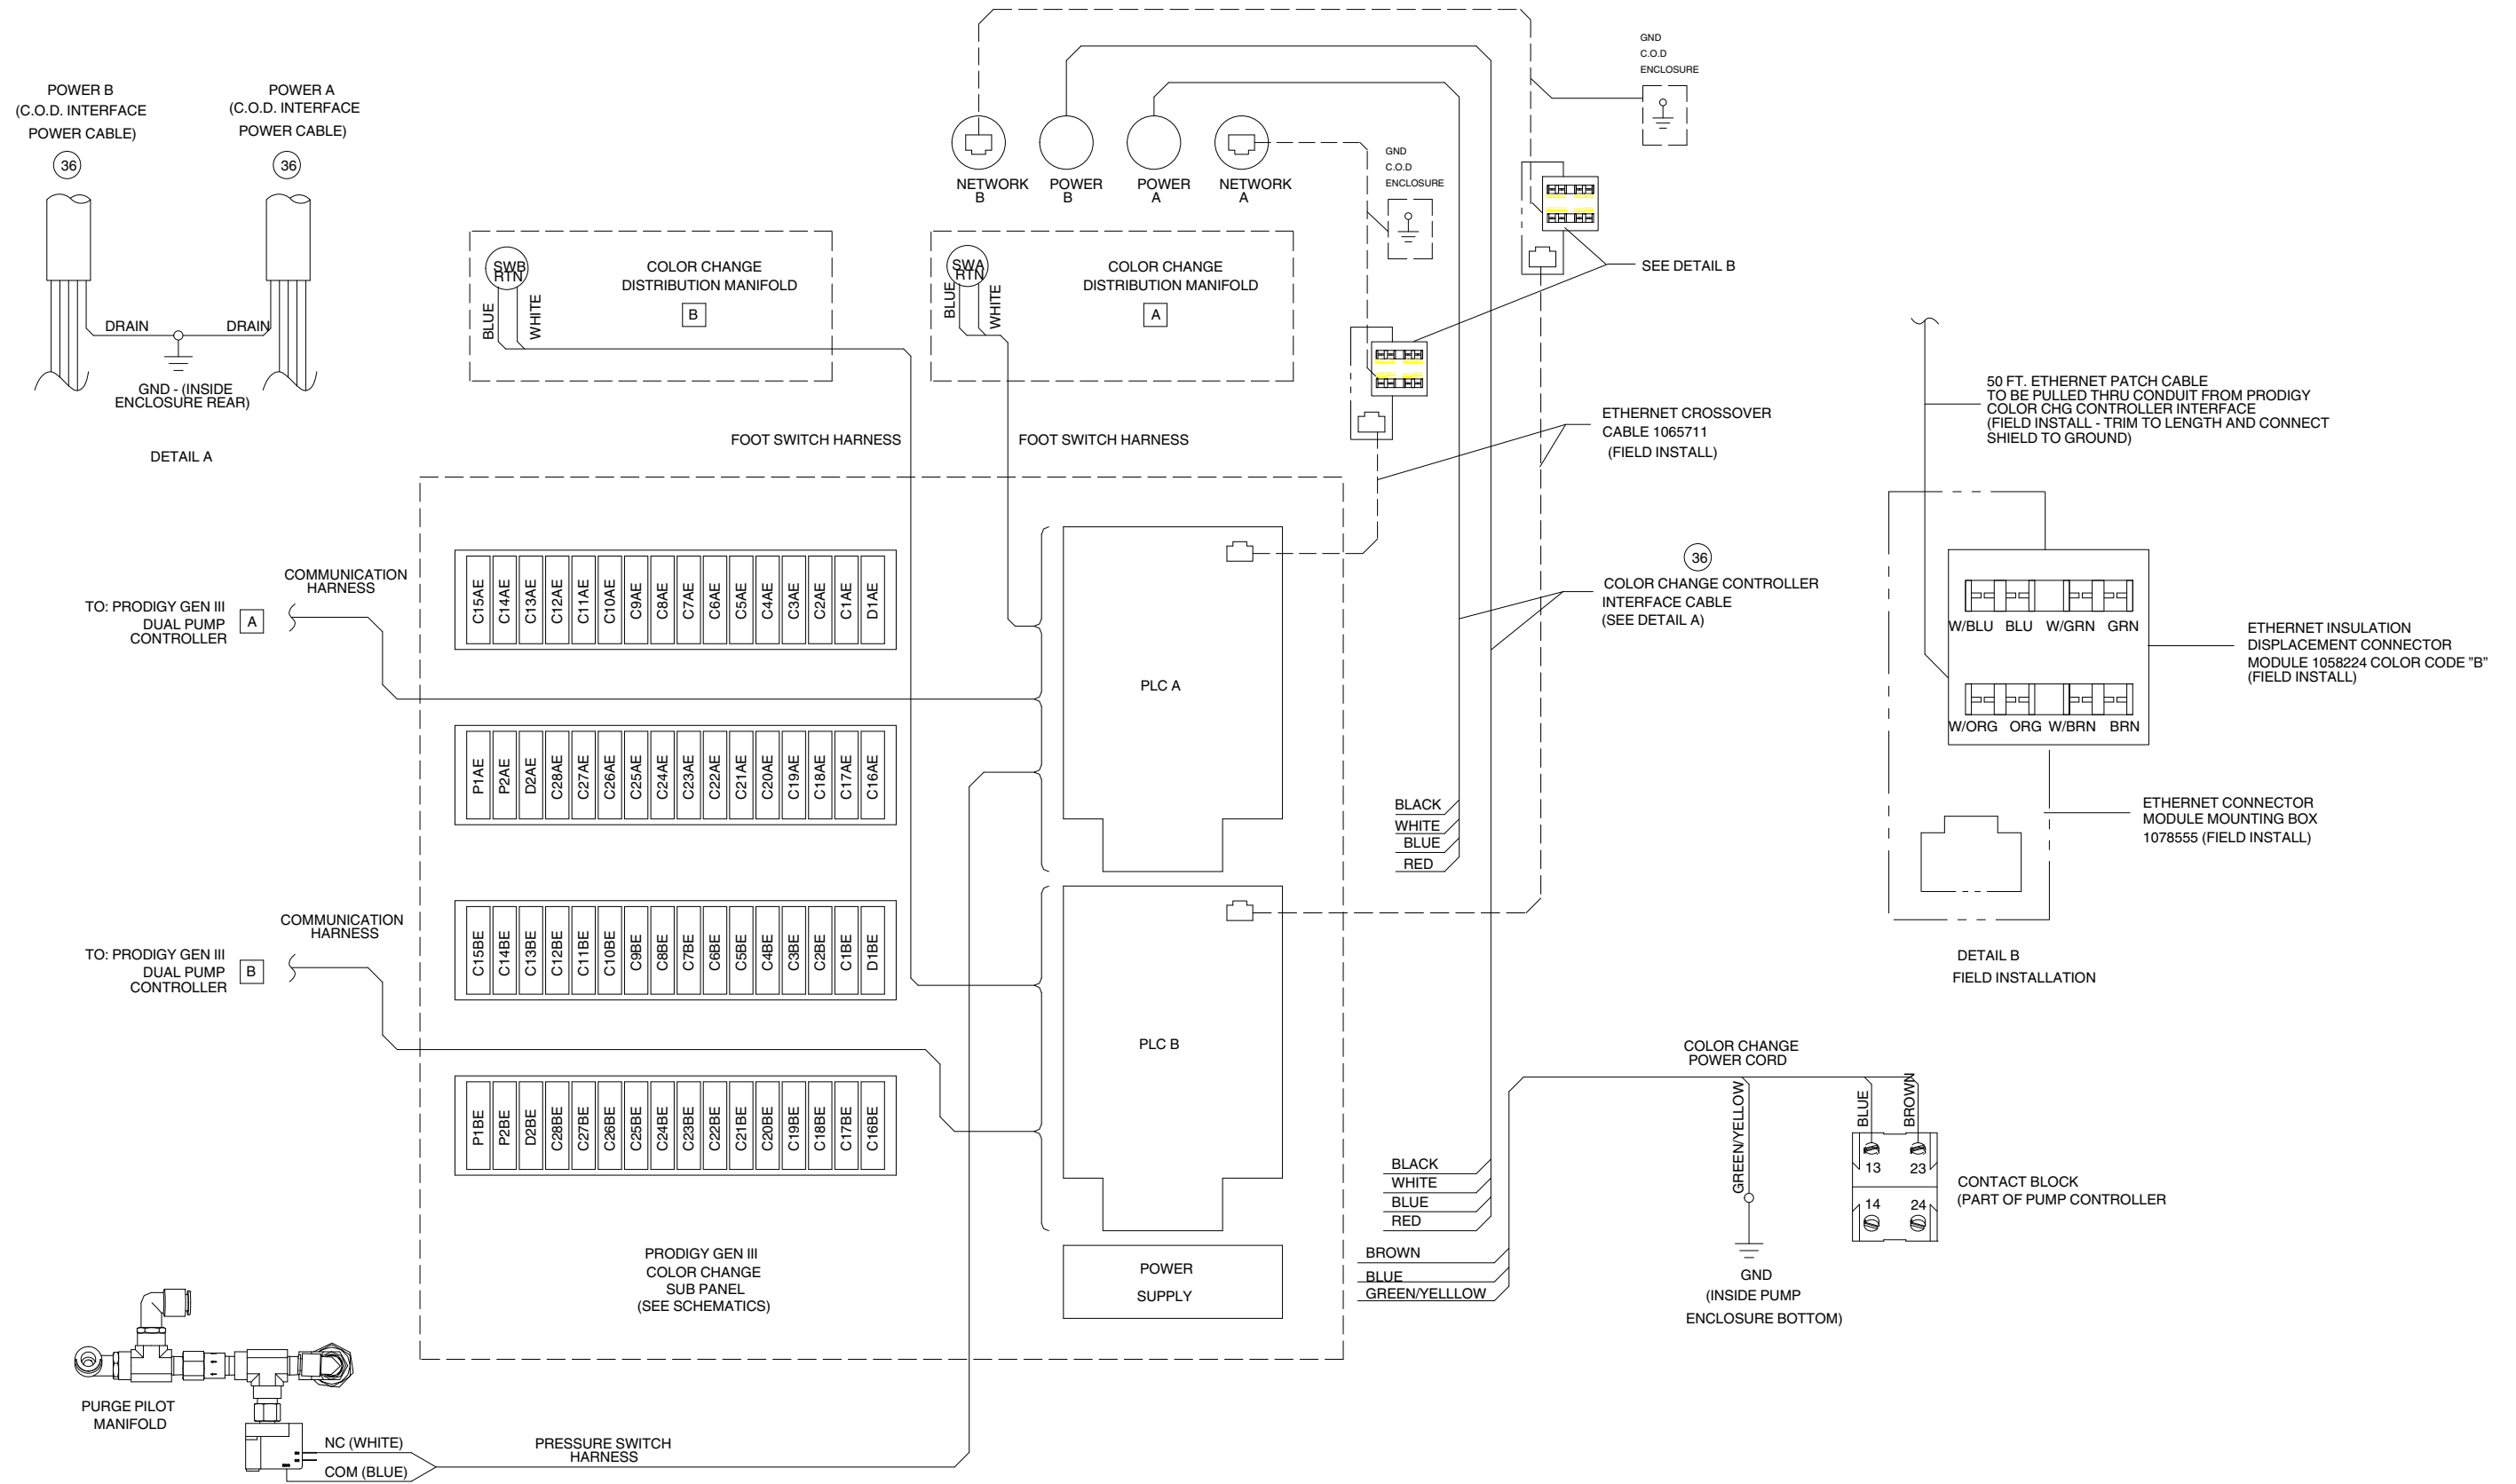 POWER B
(C.O.D. INTERFACE
POWER CABLE)
36
POWER A
(C.O.D. INTERFACE
POWER CABLE)
36
DRAIN
DRAIN
GND - (INSIDE
ENCLOSURE REAR)
DETAIL A
NETWORK
B
POWER
B
POWER
A
NETWORK
A
GND
C.O.D
ENCLOSURE
GND
C.O.D
ENCLOSURE
SWB
RTN
BLUE
WHITE
COLOR CHANGE
DISTRIBUTION MANIFOLD
B
SWA
RTN
BLUE
WHITE
COLOR CHANGE
DISTRIBUTION MANIFOLD
A
SEE DETAIL B
FOOT SWITCH HARNESS
FOOT SWITCH HARNESS
ETHERNET CROSSOVER
CABLE 1065711
(FIELD INSTALL)
50 FT. ETHERNET PATCH CABLE
TO BE PULLED THRU CONDUIT FROM PRODIGY
COLOR CHG CONTROLLER INTERFACE
(FIELD INSTALL - TRIM TO LENGTH AND CONNECT
SHIELD TO GROUND)
COMMUNICATION
HARNESS
TO: PRODIGY GEN III
DUAL PUMP
CONTROLLER
A
C15AE
C14AE
C13AE
C12AE
C11AE
C10AE
C9AE
C8AE
C7AE
C6AE
C5AE
C4AE
C3AE
C2AE
C1AE
D1AE
PLC A
36
COLOR CHANGE CONTROLLER
INTERFACE CABLE
(SEE DETAIL A)
W/BLU BLU W/GRN GRN
W/ORG ORG W/BRN BRN
ETHERNET INSULATION
DISPLACEMENT CONNECTOR
MODULE 1058224 COLOR CODE "B"
(FIELD INSTALL)
P1AE
P2AE
D2AE
C28AE
C27AE
C26AE
C25AE
C24AE
C23AE
C22AE
C21AE
C20AE
C19AE
C18AE
C17AE
C16AE
BLACK
WHITE
BLUE
RED
ETHERNET CONNECTOR
MODULE MOUNTING BOX
1078555 (FIELD INSTALL)
DETAIL B
FIELD INSTALLATION
COMMUNICATION
HARNESS
TO: PRODIGY GEN III
DUAL PUMP
CONTROLLER
B
C15BE
C14BE
C13BE
C12BE
C11BE
C10BE
C9BE
C8BE
C7BE
C6BE
C5BE
C4BE
C3BE
C2BE
C1BE
D1BE
PLC B
P1BE
P2BE
D2BE
C28BE
C27BE
C26BE
C25BE
C24BE
C23BE
C22BE
C21BE
C20BE
C19BE
C18BE
C17BE
C16BE
BLACK
WHITE
BLUE
RED
BROWN
BLUE
GREEN/YELLLOW
COLOR CHANGE
POWER CORD
GREEN/YELLOW
BLUE
BROWN
13 23
14 24
CONTACT BLOCK
(PART OF PUMP CONTROLLER
GND
(INSIDE PUMP
ENCLOSURE BOTTOM)
PRODIGY GEN III
COLOR CHANGE
SUB PANEL
(SEE SCHEMATICS)
POWER
SUPPLY
PURGE PILOT
MANIFOLD
NC (WHITE)
COM (BLUE)
PRESSURE SWITCH
HARNESS